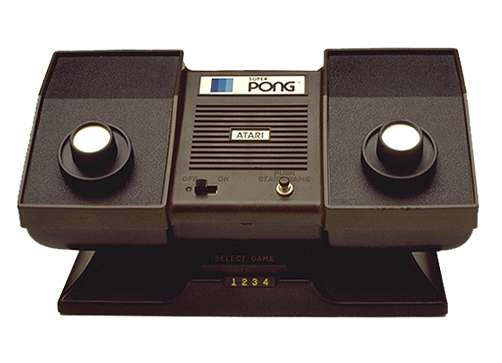 SUPER
PONG
ATARI
OFF ON START GAME
SELECT GAME
1 2 3 4